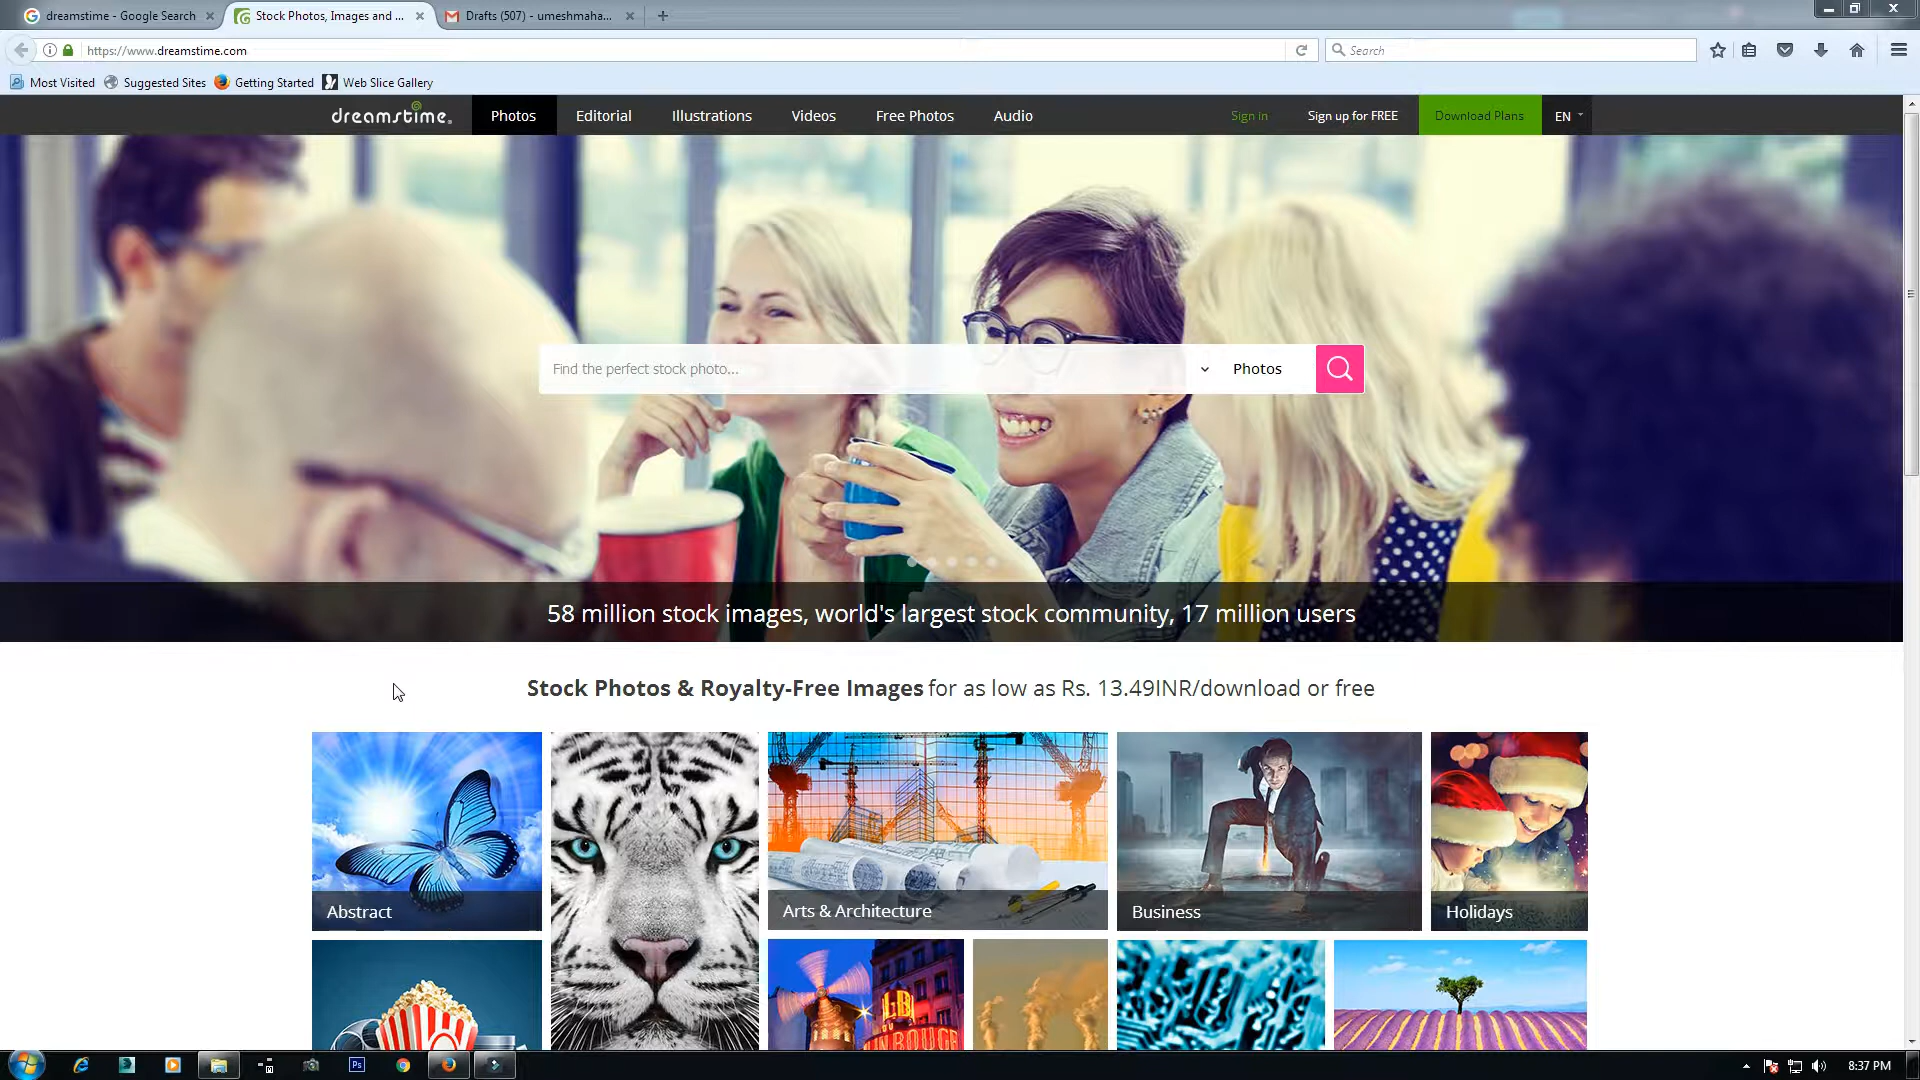 dreamstime - Google Search
Stock Photos, Images and ...
Drafts (507) - umeshmaha...
https://www.dreamstime.com
Search
Most Visited
Suggested Sites
Getting Started
Web Slice Gallery
dreamstime.
Photos
Editorial
Illustrations
Videos
Free Photos
Audio
Sign in
Sign up for FREE
Download Plans
EN
Find the perfect stock photo...
Photos
58 million stock images, world's largest stock community, 17 million users
Stock Photos & Royalty-Free Images for as low as Rs. 13.49INR/download or free
Abstract
Arts & Architecture
Business
Holidays
Ps
8:37 PM